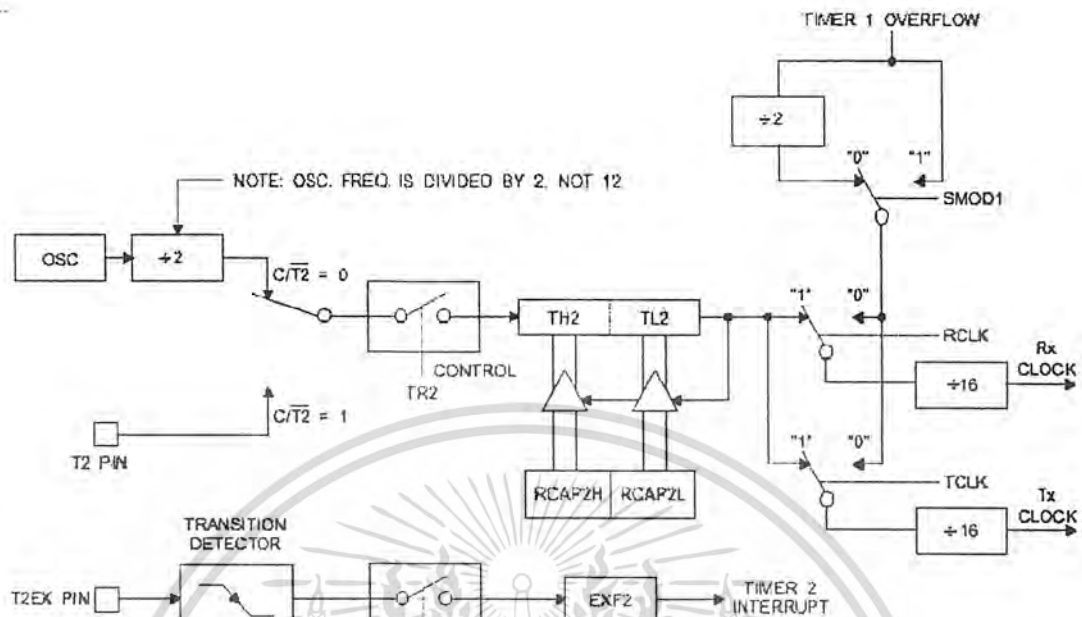 TIMER 1 OVERFLOW
÷2
"0" "1"
NOTE: OSC. FREQ. IS DIVIDED BY 2, NOT 12
SMOD1
OSC
÷2
C/T2 = 0
TH2
TL2
"1" "0"
RCLK
Rx
CLOCK
CONTROL
TR2
÷16
C/T2 = 1
T2 PIN
"1" "0"
RCAP2H
RCAP2L
TCLK
Tx
CLOCK
÷16
TRANSITION
DETECTOR
T2EX PIN
EXF2
TIMER 2
INTERRUPT